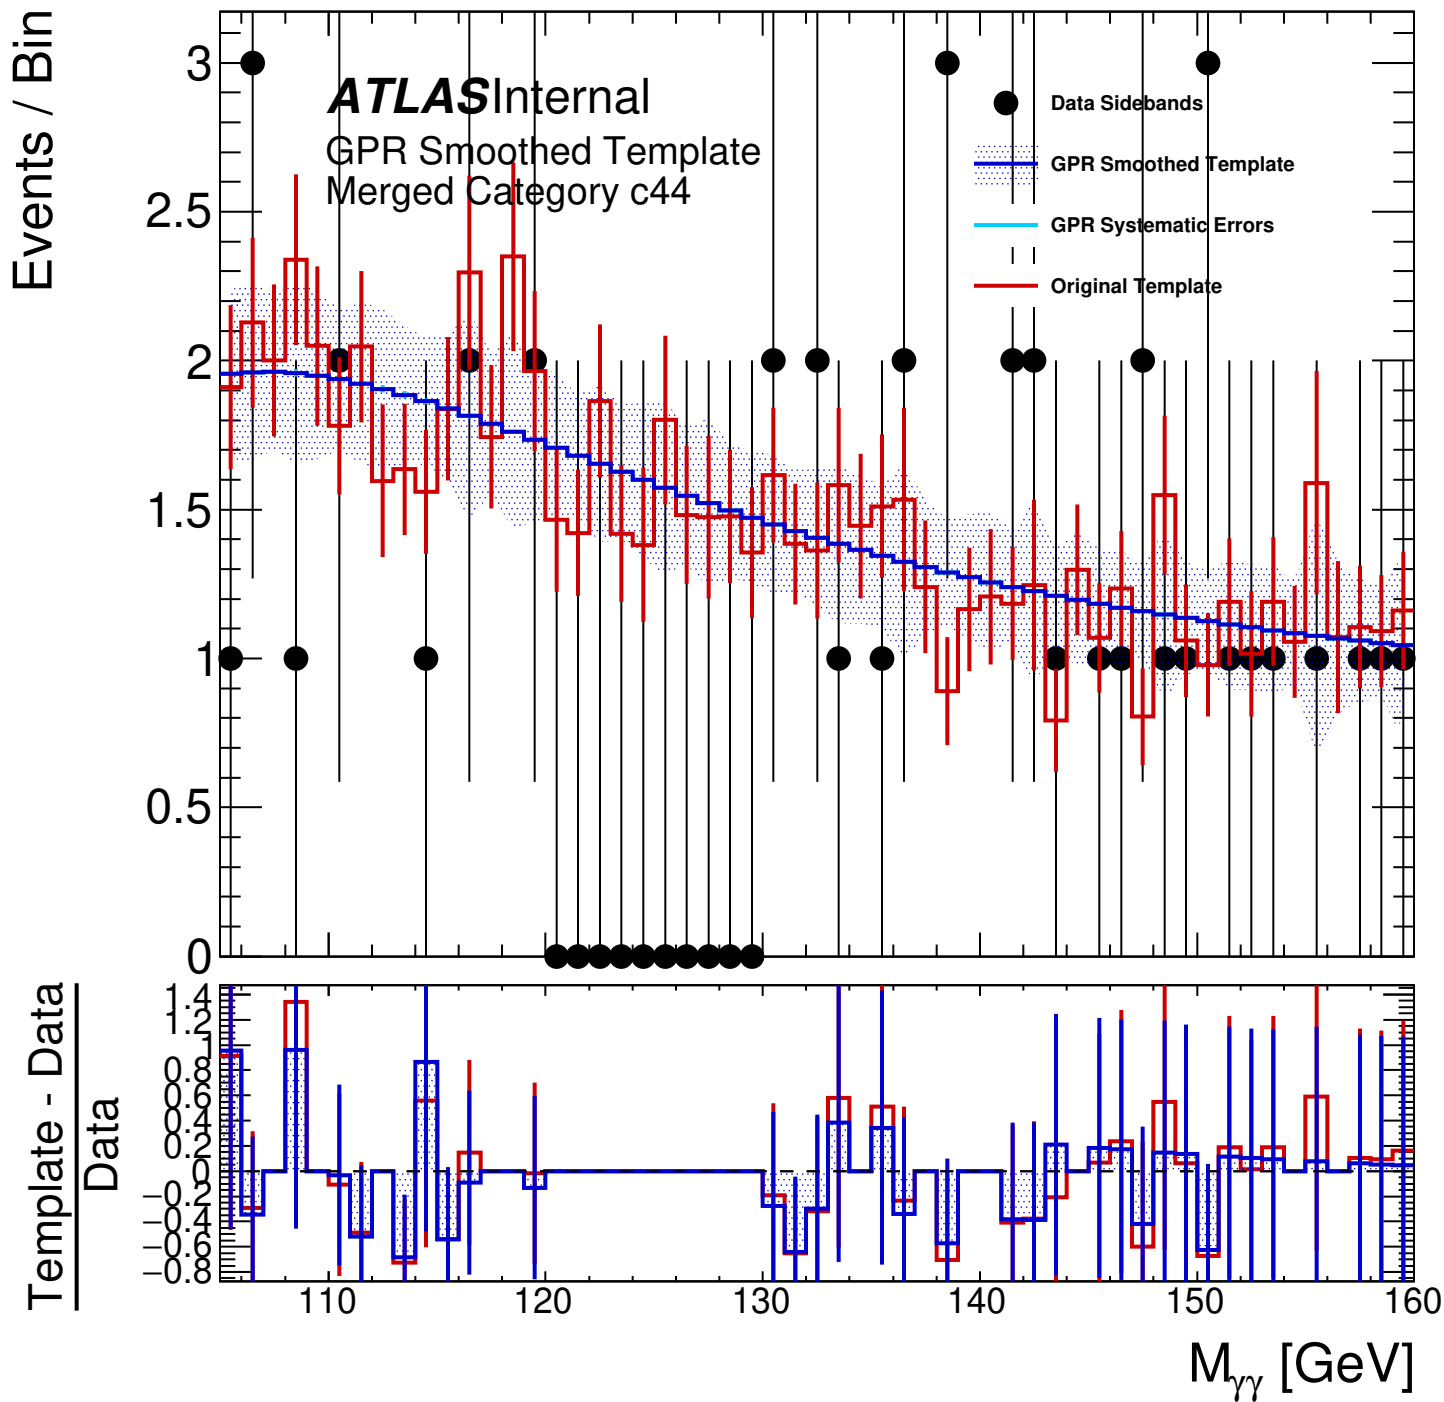 Events / Bin
3
2.5
2
1.5
1
0.5
0
ATLAS Internal
GPR Smoothed Template
Merged Category c44
Data Sidebands
GPR Smoothed Template
GPR Systematic Errors
Original Template
Template - Data
Data
1.4
1.2
1
0.8
0.6
0.4
0.2
0
−0.2
−0.4
−0.6
−0.8
110 120 130 140 150 160
Mγγ [GeV]